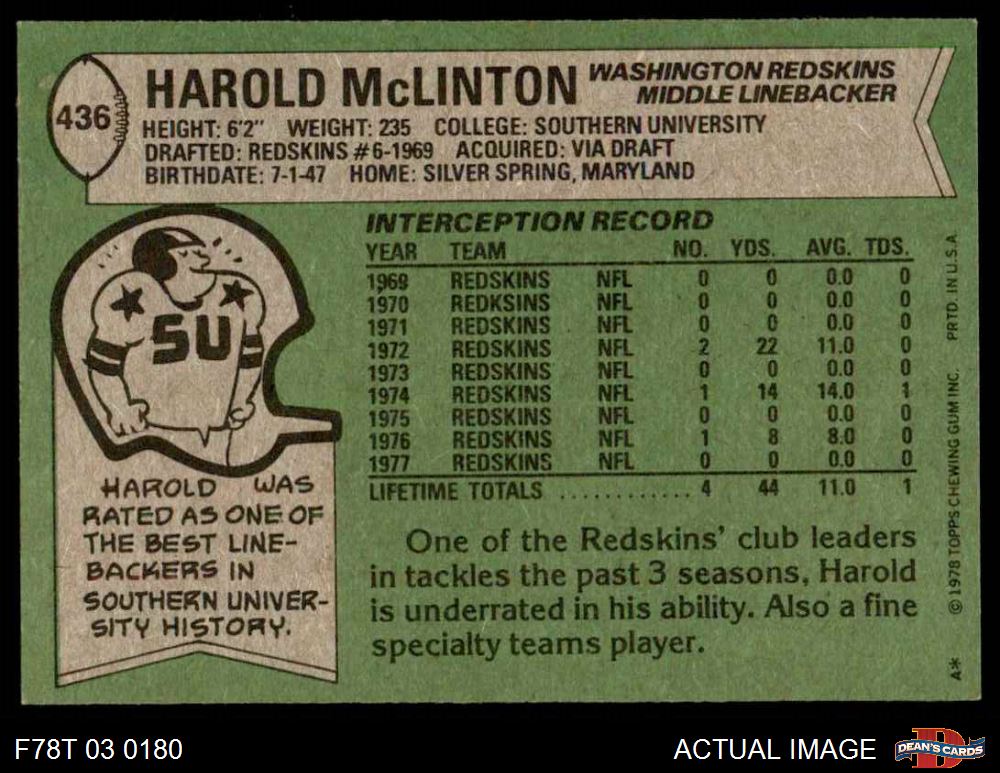 436
HAROLD McLINTON
WASHINGTON REDSKINS
MIDDLE LINEBACKER
HEIGHT: 6'2" WEIGHT: 235 COLLEGE: SOUTHERN UNIVERSITY
DRAFTED: REDSKINS #6-1969 ACQUIRED: VIA DRAFT
BIRTHDATE: 7-1-47 HOME: SILVER SPRING, MARYLAND
SU
HAROLD WAS
RATED AS ONE OF
THE BEST LINE-
BACKERS IN
SOUTHERN UNIVER-
SITY HISTORY.
INTERCEPTION RECORD
YEAR TEAM NO. YDS. AVG. TDS.
1969 REDSKINS NFL 0 0 0.0 0
1970 REDKSINS NFL 0 0 0.0 0
1971 REDSKINS NFL 0 0 0.0 0
1972 REDSKINS NFL 2 22 11.0 0
1973 REDSKINS NFL 0 0 0.0 0
1974 REDSKINS NFL 1 14 14.0 1
1975 REDSKINS NFL 0 0 0.0 0
1976 REDSKINS NFL 1 8 8.0 0
1977 REDSKINS NFL 0 0 0.0 0
LIFETIME TOTALS ............ 4 44 11.0 1
One of the Redskins' club leaders
in tackles the past 3 seasons, Harold
is underrated in his ability. Also a fine
specialty teams player.
A* © 1978 TOPPS CHEWING GUM INC. PRTD. IN U.S.A.
F78T 03 0180
ACTUAL IMAGE
D
DEAN'S CARDS